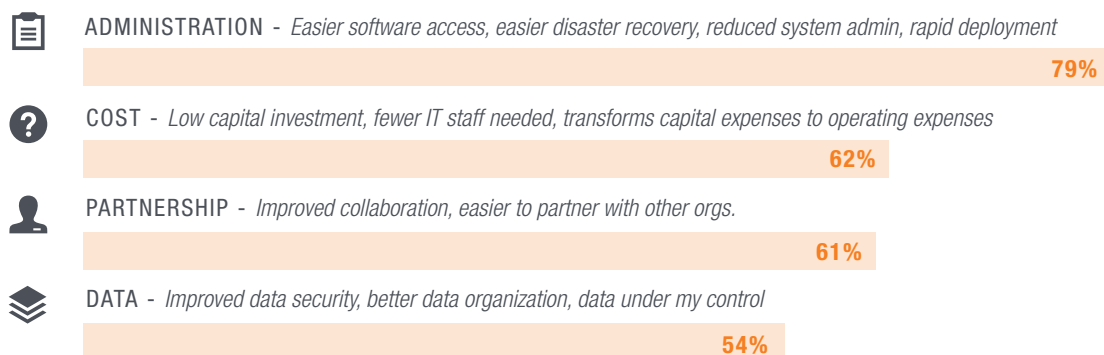 ADMINISTRATION - Easier software access, easier disaster recovery, reduced system admin, rapid deployment
79%
COST - Low capital investment, fewer IT staff needed, transforms capital expenses to operating expenses
62%
PARTNERSHIP - Improved collaboration, easier to partner with other orgs.
61%
DATA - Improved data security, better data organization, data under my control
54%